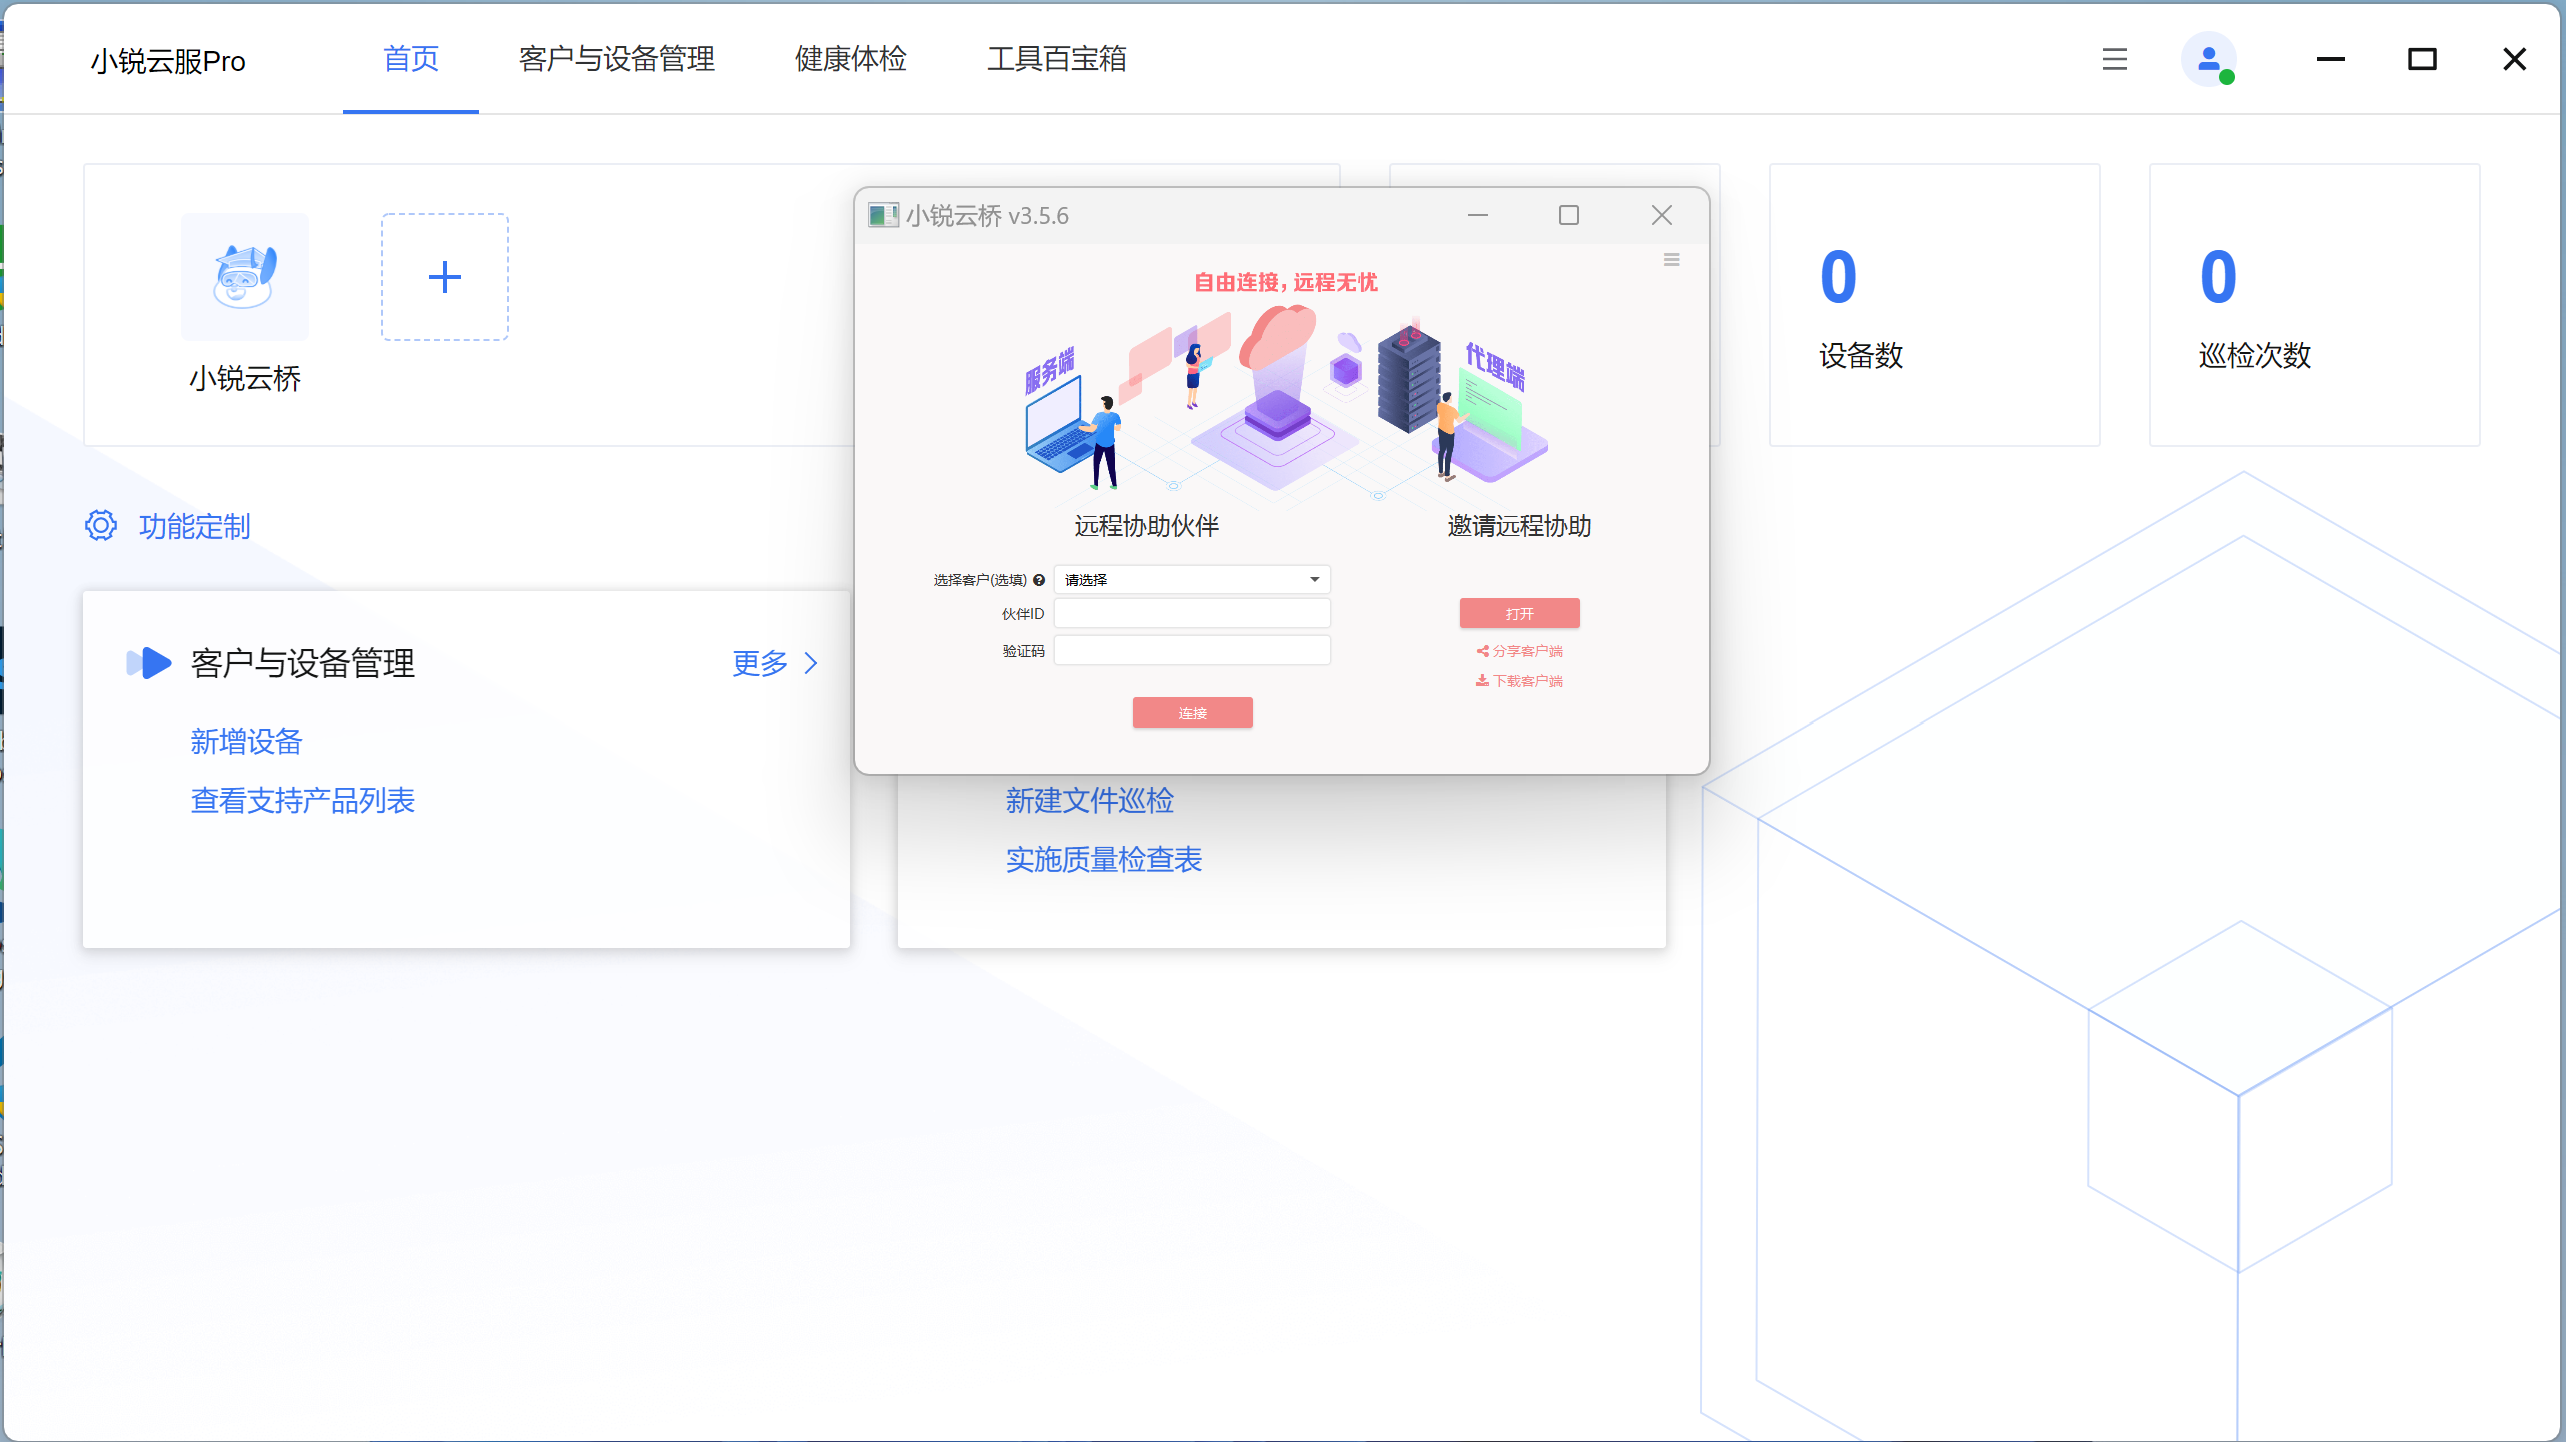 小锐云服Pro
首页
客户与设备管理
健康体检
工具百宝箱
小锐云桥
0
设备数
0
巡检次数
功能定制
客户与设备管理
更多
新增设备
查看支持产品列表
小锐云桥 v3.5.6
自由连接，远程无忧
服务端
代理端
远程协助伙伴
邀请远程协助
选择客户(选填)
请选择
伙伴ID
验证码
连接
打开
分享客户端
下载客户端
新建文件巡检
实施质量检查表